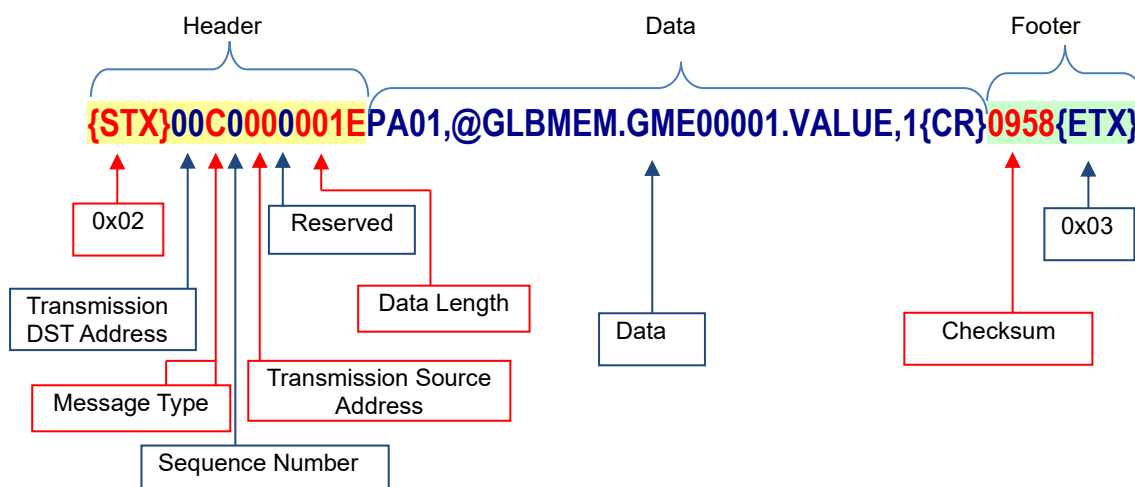 Header Data Footer
{STX}00C0000001EPA01,@GLBMEM.GME00001.VALUE,1{CR}0958{ETX}
0x02 Reserved 0x03
Transmission
DST Address
Data Length
Data
Checksum
Message Type
Transmission Source
Address
Sequence Number